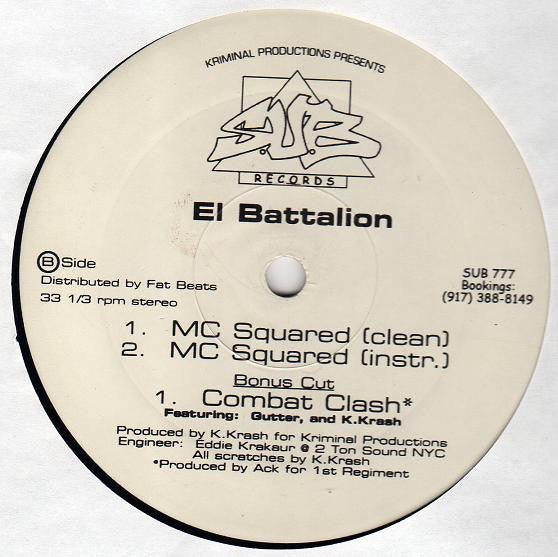 KRIMINAL PRODUCTIONS PRESENTS
S.U.B.
RECORDS
El Battalion
B Side
Distributed by Fat Beats
33 1/3 rpm stereo
SUB 777
Bookings:
(917) 388-8149
1. MC Squared (clean)
2. MC Squared (instr.)
Bonus Cut
1. Combat Clash*
Featuring: Gutter, and K.Krash
Produced by K.Krash for Kriminal Productions
Engineer: Eddie Krakaur @ 2 Ton Sound NYC
All scratches by K.Krash
*Produced by Ack for 1st Regiment